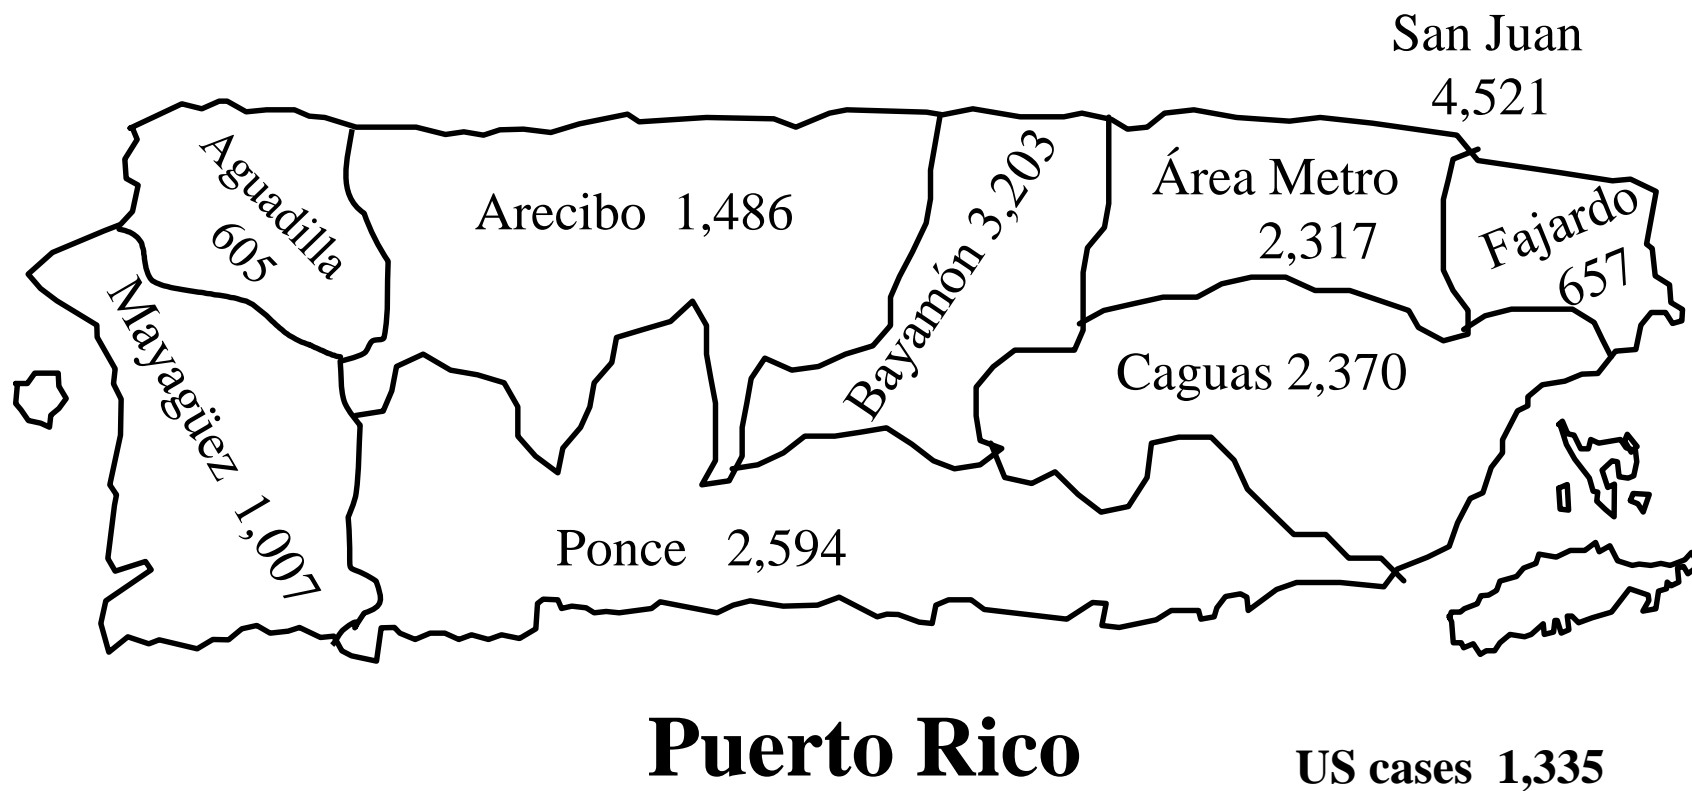 San Juan
4,521
Aguadilla
605
Arecibo 1,486
Bayamón 3,203
Área Metro
2,317
Fajardo
657
Mayagüez 1,007
Caguas 2,370
Ponce 2,594
Puerto Rico
US cases 1,335